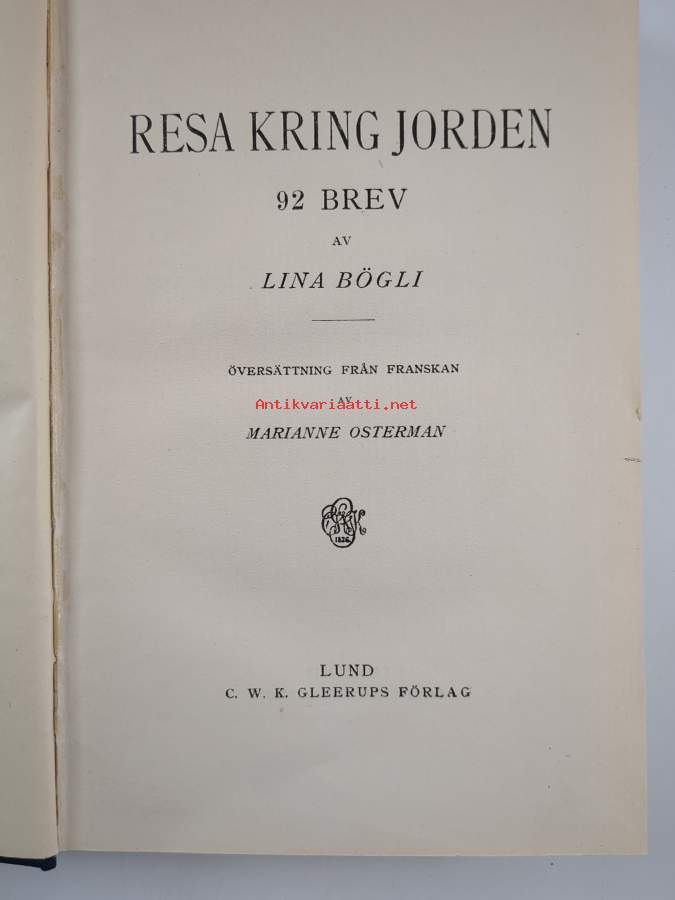 RESA KRING JORDEN
92 BREV
AV
LINA BÖGLI
ÖVERSÄTTNING FRÅN FRANSKAN
AV
Antikvariaatti.net
MARIANNE OSTERMAN
1826
LUND
C. W. K. GLEERUPS FÖRLAG